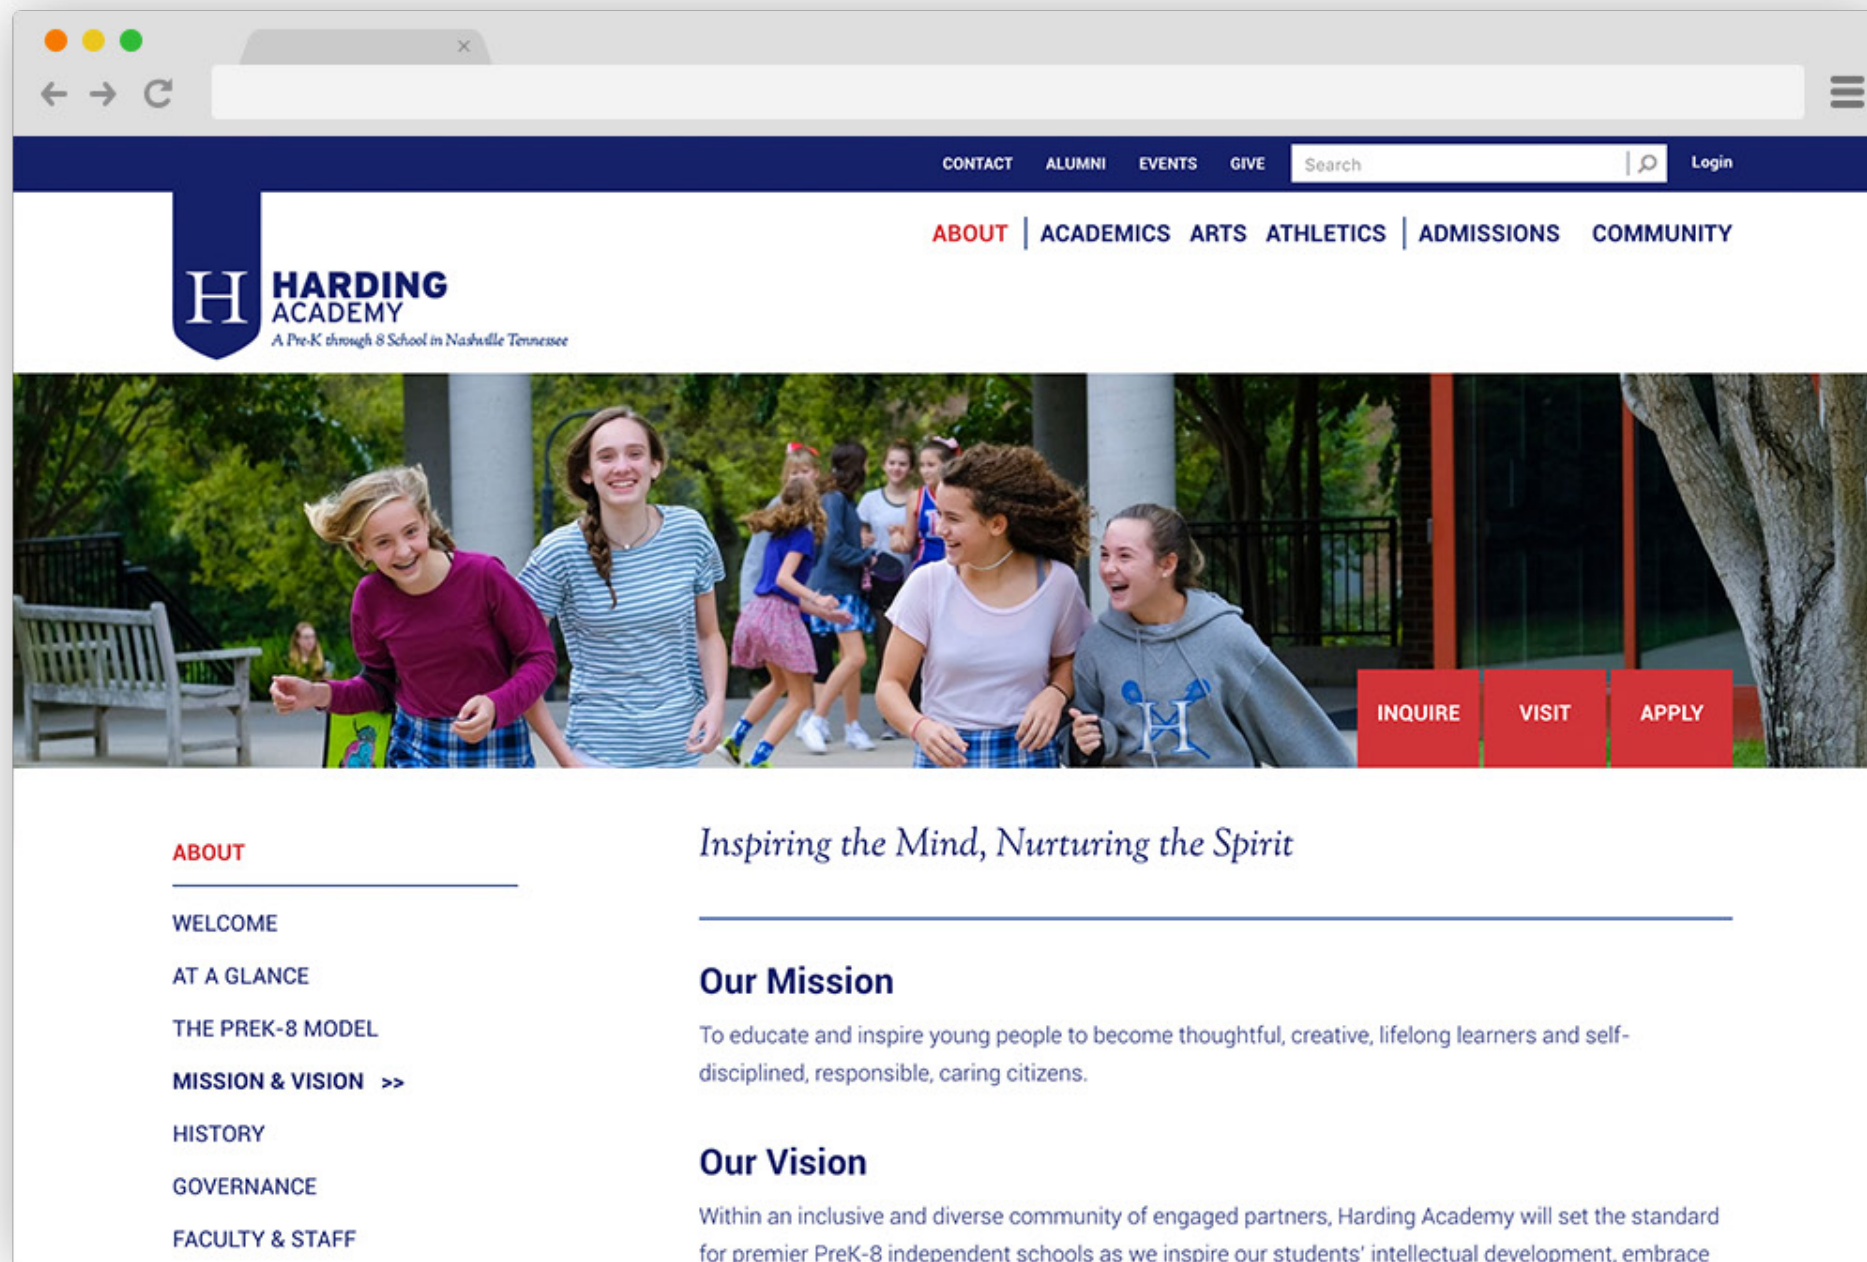 CONTACT ALUMNI EVENTS GIVE Search Login
ABOUT ACADEMICS ARTS ATHLETICS ADMISSIONS COMMUNITY
H
HARDING
ACADEMY
A Pre-K through 8 School in Nashville Tennessee
H
INQUIRE VISIT APPLY
ABOUT
WELCOME
AT A GLANCE
THE PREK-8 MODEL
MISSION & VISION >>
HISTORY
GOVERNANCE
FACULTY & STAFF
Inspiring the Mind, Nurturing the Spirit
Our Mission
To educate and inspire young people to become thoughtful, creative, lifelong learners and self-
disciplined, responsible, caring citizens.
Our Vision
Within an inclusive and diverse community of engaged partners, Harding Academy will set the standard
for premier PreK-8 independent schools as we inspire our students' intellectual development, embrace